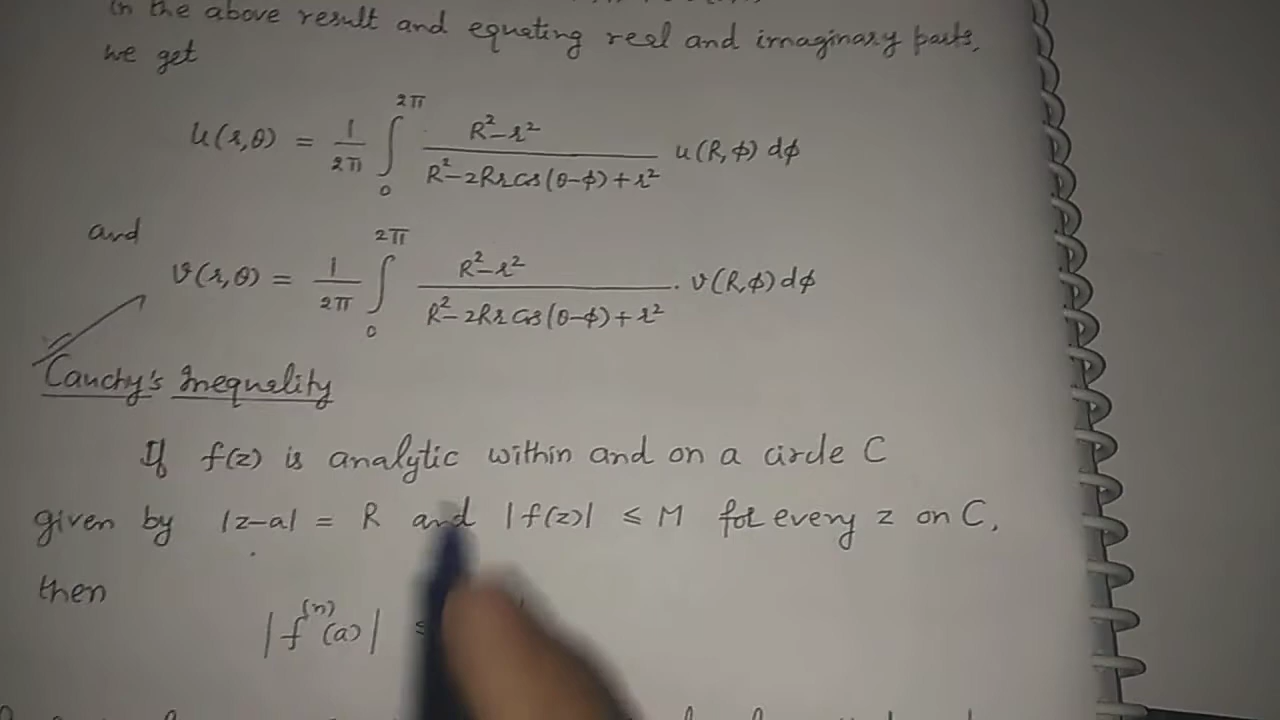 in the above result and equating real and imaginary parts,
we get
u(r,θ) = 1/2π ∫₀^2π (R²-r²)/(R²-2Rr cos(θ-φ)+r²) u(R,φ) dφ
and
v(r,θ) = 1/2π ∫₀^2π (R²-r²)/(R²-2Rr cos(θ-φ)+r²) . v(R,φ) dφ
Cauchy's Inequality
If f(z) is analytic within and on a circle C
given by |z-a| = R and |f(z)| ≤ M for every z on C,
then
|f^(n)(a)| ≤